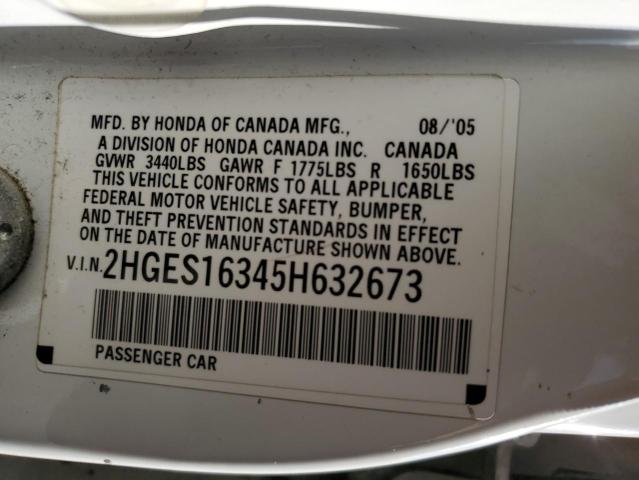 MFD. BY HONDA OF CANADA MFG., 08/'05
A DIVISION OF HONDA CANADA INC. CANADA
GVWR 3440LBS GAWR F 1775LBS R 1650LBS
THIS VEHICLE CONFORMS TO ALL APPLICABLE
FEDERAL MOTOR VEHICLE SAFETY, BUMPER,
AND THEFT PREVENTION STANDARDS IN EFFECT
ON THE DATE OF MANUFACTURE SHOWN ABOVE.
V.I.N. 2HGES16345H632673
PASSENGER CAR